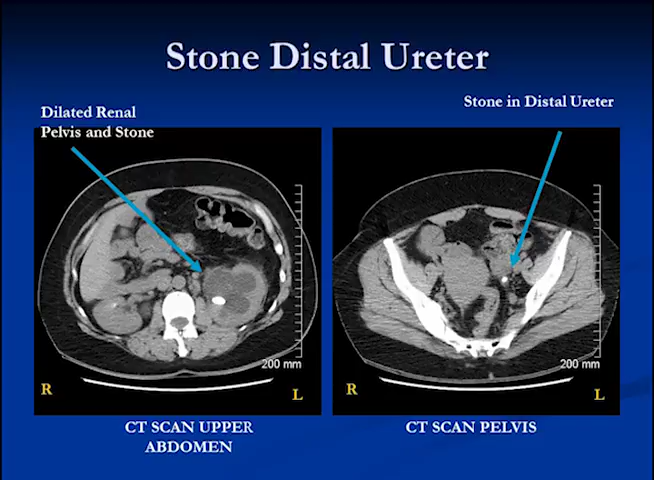 Stone Distal Ureter
Dilated Renal
Pelvis and Stone
Stone in Distal Ureter
200 mm
R
L
200 mm
R
L
CT SCAN UPPER
ABDOMEN
CT SCAN PELVIS